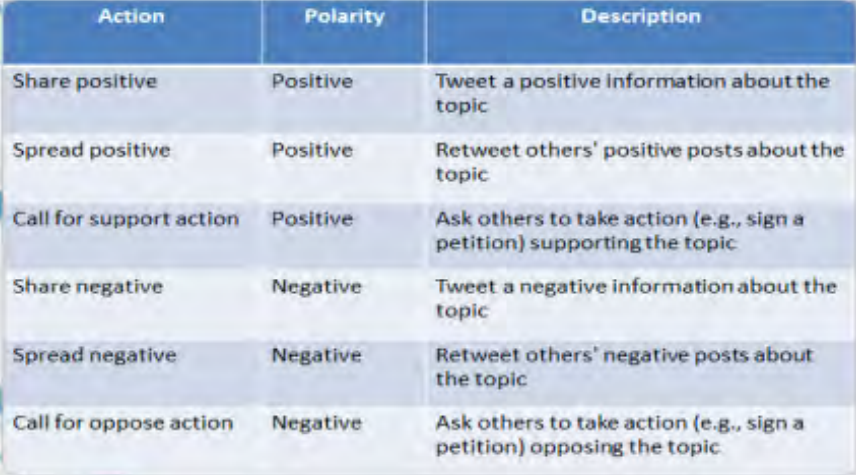 Action Polarity Description
Share positive Positive Tweet a positive information about the
topic
Spread positive Positive Retweet others' positive posts about the
topic
Call for support action Positive Ask others to take action (e.g., sign a
petition) supporting the topic
Share negative Negative Tweet a negative information about the
topic
Spread negative Negative Retweet others' negative posts about
the topic
Call for oppose action Negative Ask others to take action (e.g., sign a
petition) opposing the topic